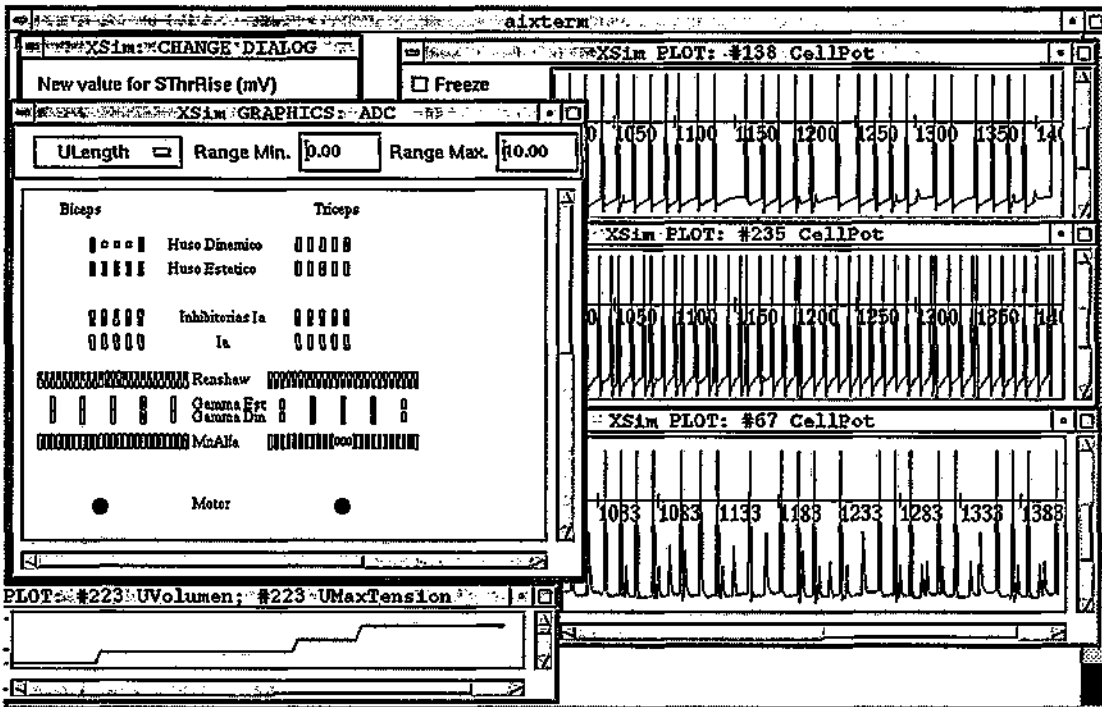 aixterm
XSim: CHANGE DIALOG
New value for SThrRise (mV)
XSim PLOT: #138 CellPot
Freeze
1050 1100 1150 1200 1250 1300 1350
XSim GRAPHICS: ADC
ULength Range Min. 0.00 Range Max. 10.00
Biceps Triceps
Huso Dinemico
Huso Estatico
Inhibitorias Ia
Ia
Renshaw
Gamma Est
Gamma Din
MnAlfa
Motor
XSim PLOT: #235 CellPot
1050 1100 1150 1200 1250 1300 1350
XSim PLOT: #67 CellPot
1033 1083 1133 1183 1233 1283 1333 1388
PLOT: #223 UVolumen; #223 UMaxTension